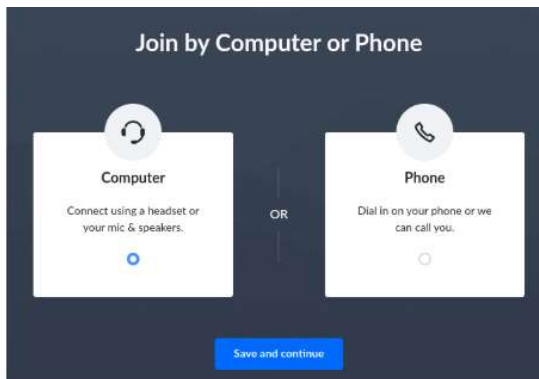 Join by Computer or Phone
Computer
Connect using a headset or
your mic & speakers.
OR
Phone
Dial in on your phone or we
can call you.
Save and continue